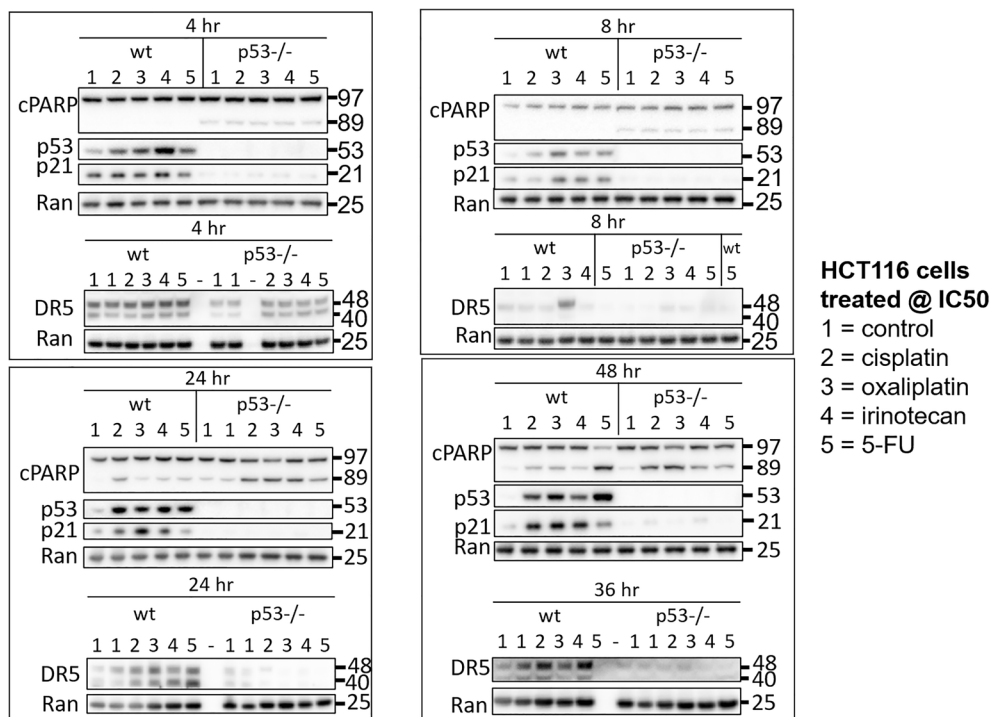 4 hr
wt p53-/-
1 2 3 4 5 1 2 3 4 5
cPARP 97
89
p53 53
p21 21
Ran 25
4 hr
wt p53-/-
1 1 2 3 4 5 - 1 1 - 2 3 4 5
DR5 48
40
Ran 25
8 hr
wt p53-/-
1 2 3 4 5 1 2 3 4 5
cPARP 97
89
p53 53
p21 21
Ran 25
8 hr
wt p53-/- wt
1 1 2 3 4 5 1 1 2 3 4 5
DR5 48
40
Ran 25
24 hr
wt p53-/-
1 2 3 4 5 1 1 2 3 4 5
cPARP 97
89
p53 53
p21 21
Ran 25
24 hr
wt p53-/-
1 1 2 3 4 5 - 1 1 2 3 4 5
DR5 48
40
Ran 25
48 hr
wt p53-/-
1 2 3 4 5 1 2 3 4 5
cPARP 97
89
p53 53
p21 21
Ran 25
36 hr
wt p53-/-
1 1 2 3 4 5 - 1 1 2 3 4 5
DR5 48
40
Ran 25
HCT116 cells
treated @ IC50
1 = control
2 = cisplatin
3 = oxaliplatin
4 = irinotecan
5 = 5-FU